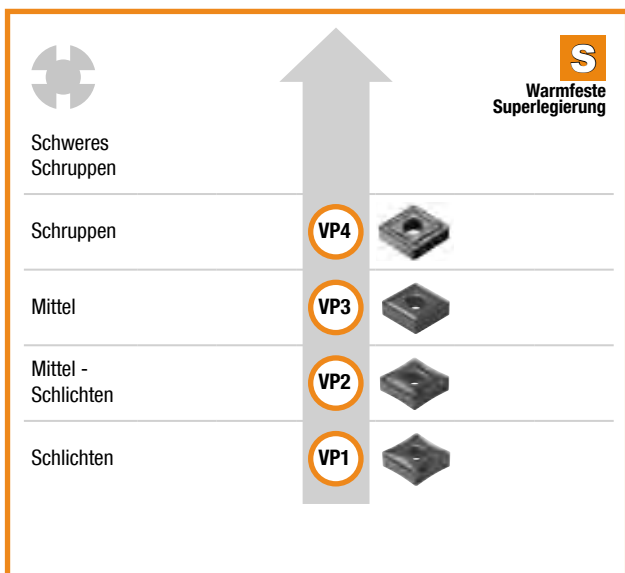 S
Warmfeste
Superlegierung
Schweres
Schruppen
Schruppen
VP4
Mittel
VP3
Mittel -
Schlichten
VP2
Schlichten
VP1